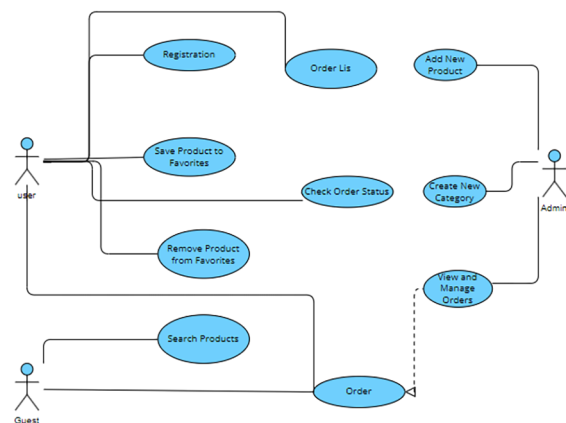 Registration
Order Lis
Add New
Product
Save Product to
Favorites
user
Check Order Status
Create New
Category
Admin
Remove Product
from Favorites
View and
Manage
Orders
Search Products
Order
Guest